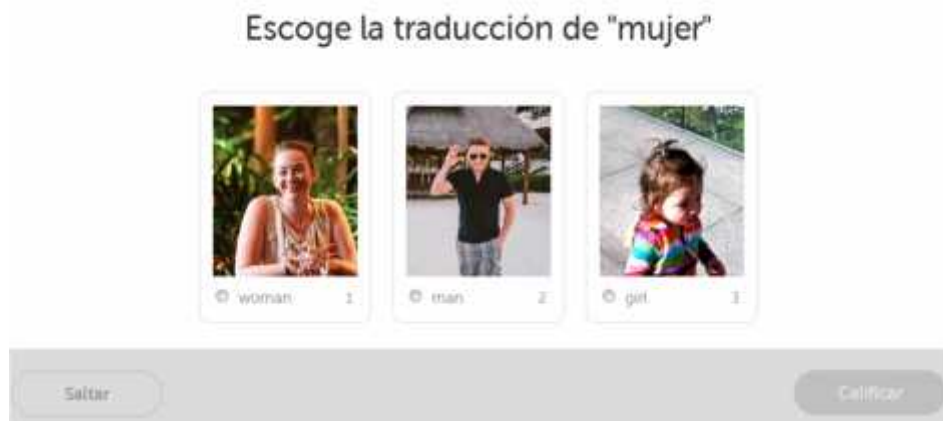 Escoge la traducción de "mujer"
woman 1
man 2
girl 3
Saltar
Calificar